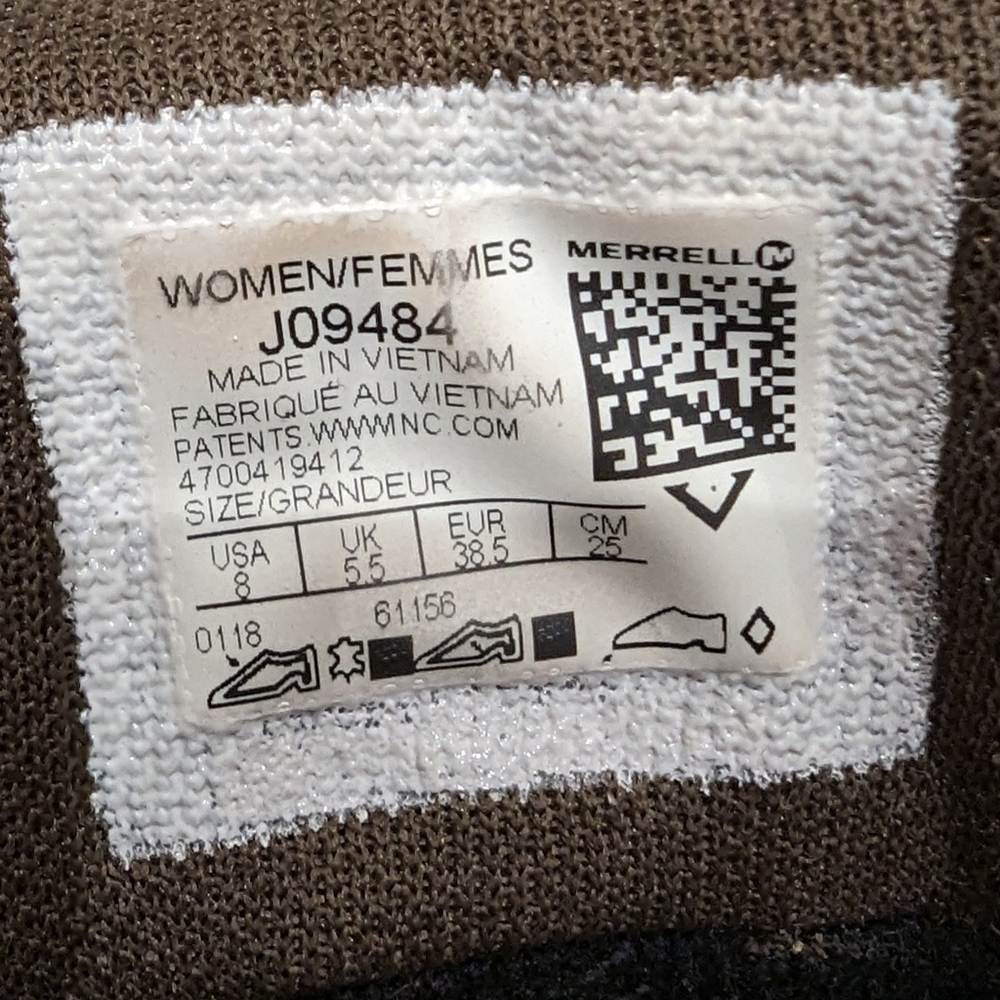 WOMEN/FEMMES
J09484
MADE IN VIETNAM
FABRIQUÉ AU VIETNAM
PATENTS.WWWINC.COM
4700419412
SIZE/GRANDEUR
MERRELL
USA UK EUR CM
8 5.5 38.5 25
0118 61156